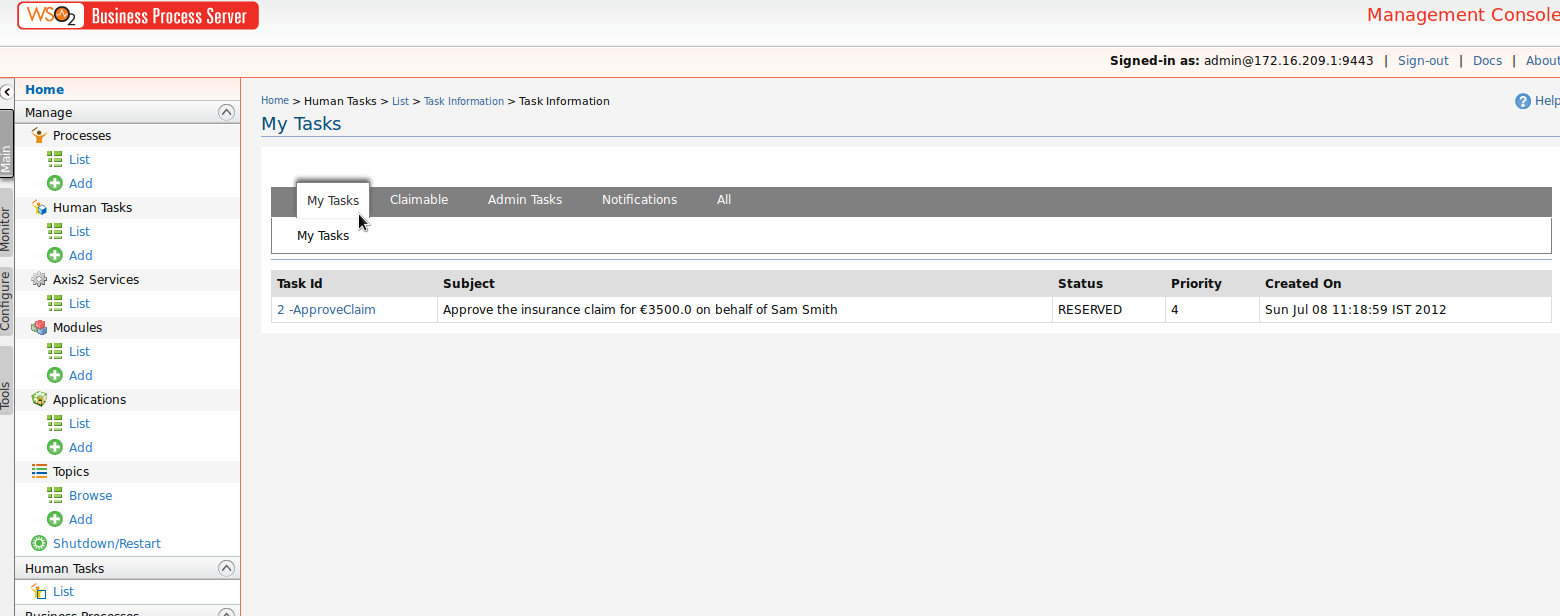 WSO2 Business Process Server
Management Console
Signed-in as: admin@172.16.209.1:9443 | Sign-out | Docs | About
Main
Monitor
Configure
Tools
Home
Manage
Processes
List
Add
Human Tasks
List
Add
Axis2 Services
List
Modules
List
Add
Applications
List
Add
Topics
Browse
Add
Shutdown/Restart
Human Tasks
List
Business Processes
Home > Human Tasks > List > Task Information > Task Information
Help
My Tasks
My Tasks Claimable Admin Tasks Notifications All
My Tasks
Task Id Subject Status Priority Created On
2 -ApproveClaim Approve the insurance claim for €3500.0 on behalf of Sam Smith RESERVED 4 Sun Jul 08 11:18:59 IST 2012